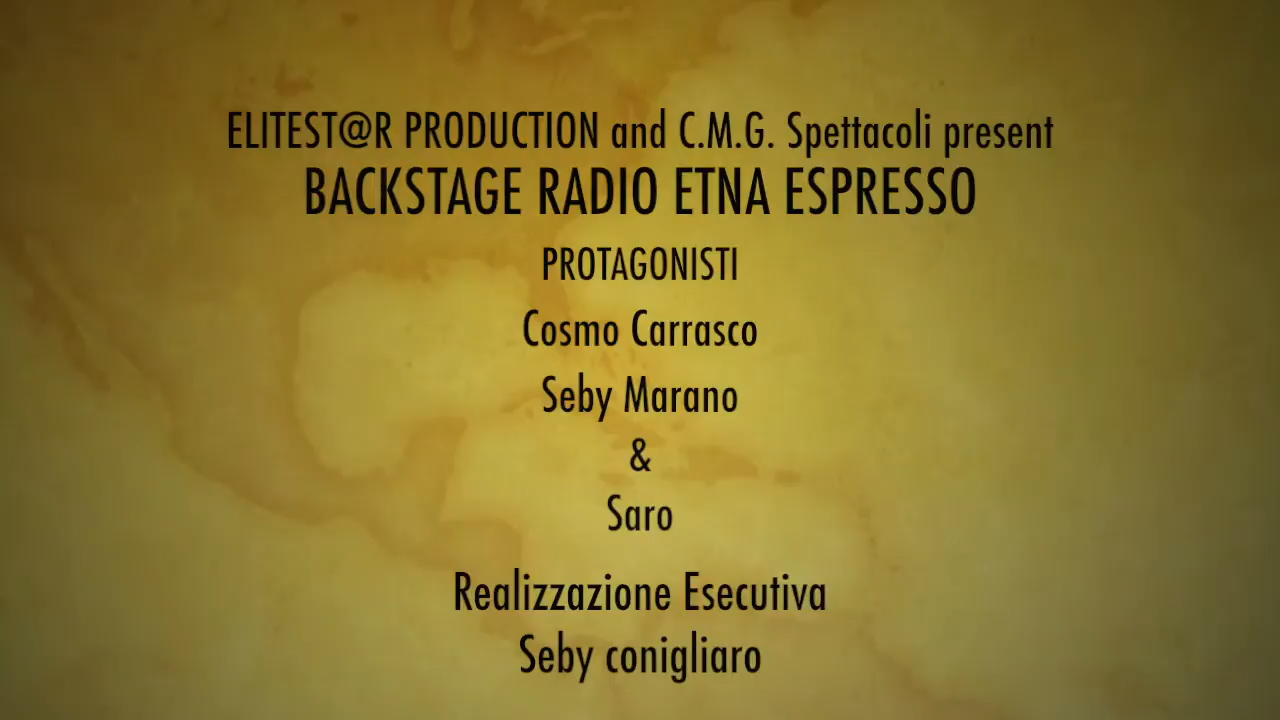 ELITEST@R PRODUCTION and C.M.G. Spettacoli present
BACKSTAGE RADIO ETNA ESPRESSO
PROTAGONISTI
Cosmo Carrasco
Seby Marano
&
Saro
Realizzazione Esecutiva
Seby conigliaro